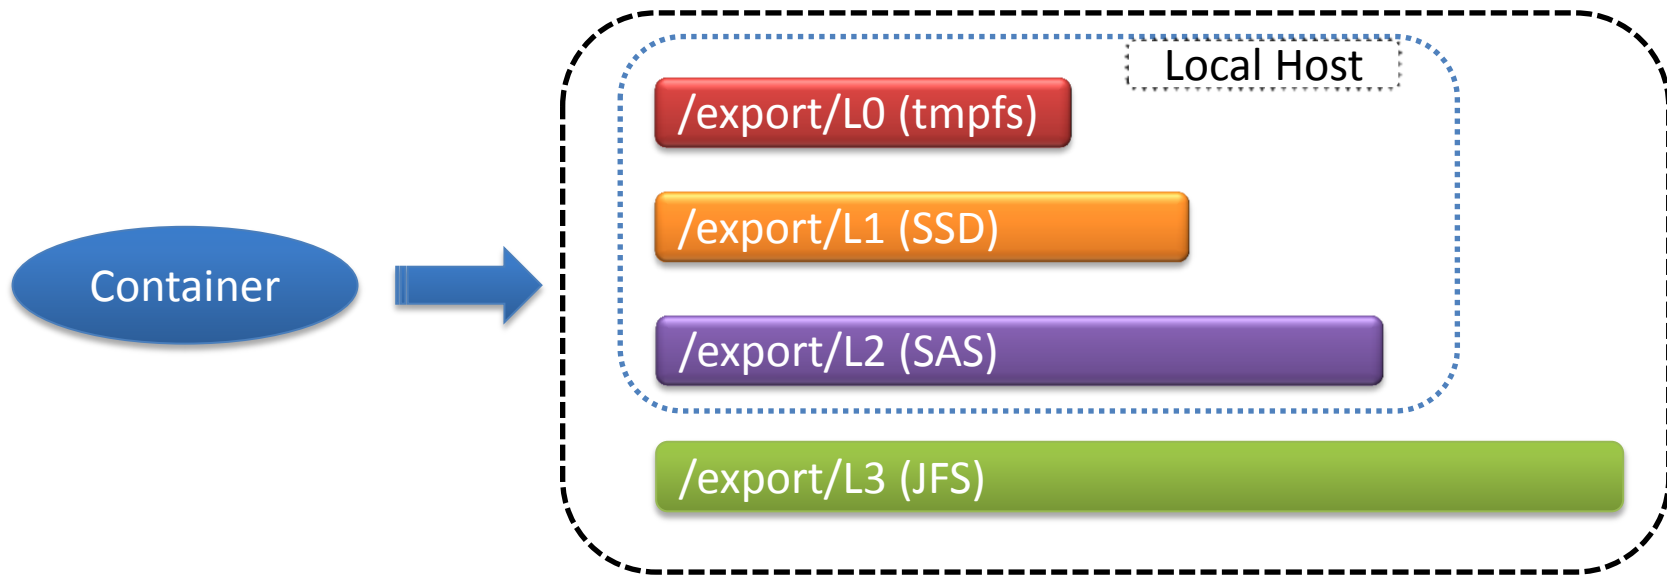 Local Host
/export/L0 (tmpfs)
/export/L1 (SSD)
Container
/export/L2 (SAS)
/export/L3 (JFS)